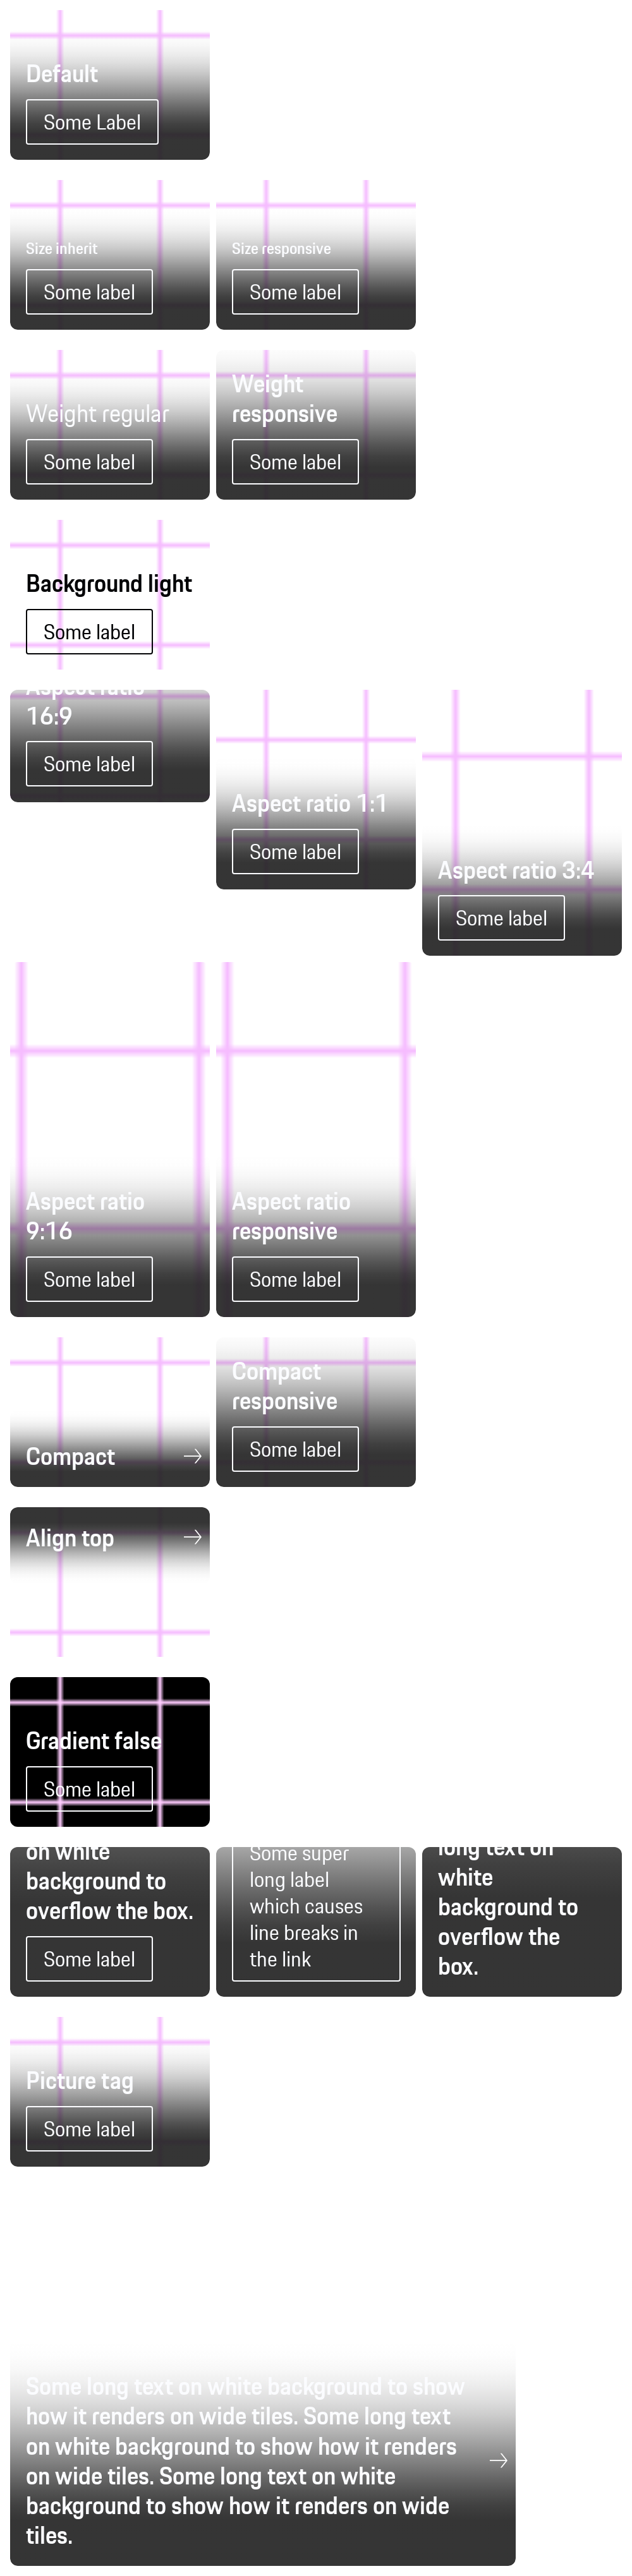 Default
Some Label
Size inherit
Some label
Size responsive
Some label
Weight regular
Some label
Weight
responsive
Some label
Background light
Some label
Aspect ratio
16:9
Some label
Aspect ratio 1:1
Some label
Aspect ratio 3:4
Some label
Aspect ratio
9:16
Some label
Aspect ratio
responsive
Some label
Compact
Compact
responsive
Some label
Align top
Gradient false
Some label
on white
background to
overflow the box.
Some label
Some super
long label
which causes
line breaks in
the link
long text on
white
background to
overflow the
box.
Picture tag
Some label
Some long text on white background to show
how it renders on wide tiles. Some long text
on white background to show how it renders
on wide tiles. Some long text on white
background to show how it renders on wide
tiles.